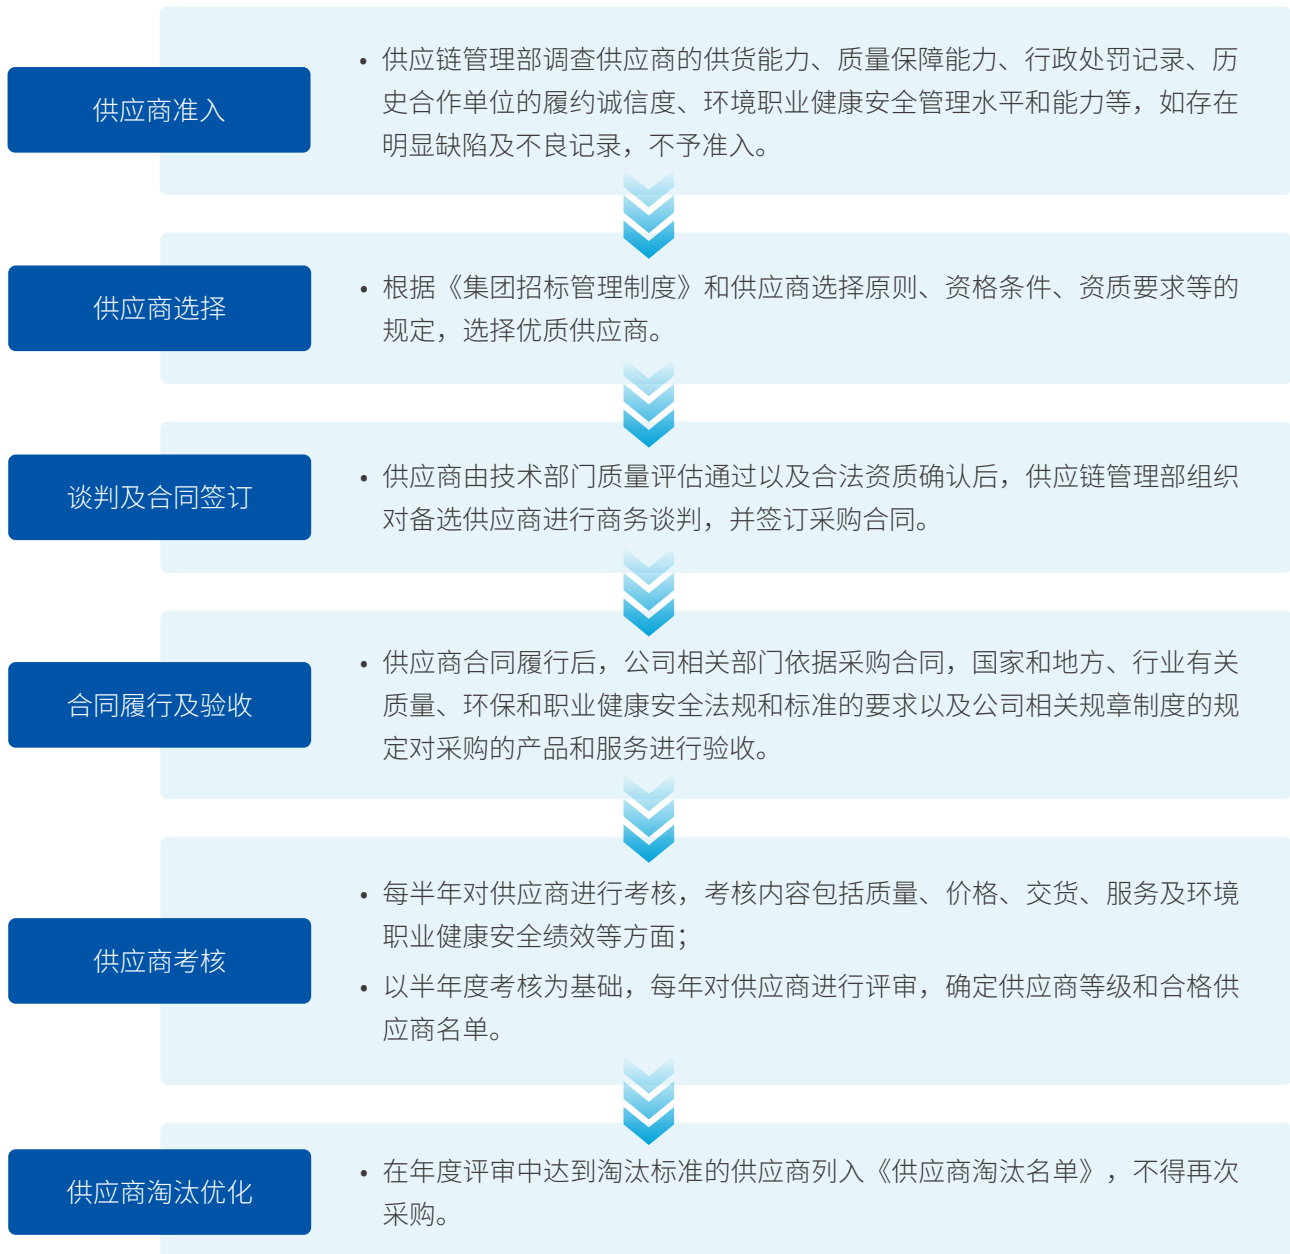 供应商准入
• 供应链管理部调查供应商的供货能力、质量保障能力、行政处罚记录、历
史合作单位的履约诚信度、环境职业健康安全管理水平和能力等，如存在
明显缺陷及不良记录，不予准入。
供应商选择
• 根据《集团招标管理制度》和供应商选择原则、资格条件、资质要求等的
规定，选择优质供应商。
谈判及合同签订
• 供应商由技术部门质量评估通过以及合法资质确认后，供应链管理部组织
对备选供应商进行商务谈判，并签订采购合同。
合同履行及验收
• 供应商合同履行后，公司相关部门依据采购合同，国家和地方、行业有关
质量、环保和职业健康安全法规和标准的要求以及公司相关规章制度的规
定对采购的产品和服务进行验收。
供应商考核
• 每半年对供应商进行考核，考核内容包括质量、价格、交货、服务及环境
职业健康安全绩效等方面；
• 以半年度考核为基础，每年对供应商进行评审，确定供应商等级和合格供
应商名单。
供应商淘汰优化
• 在年度评审中达到淘汰标准的供应商列入《供应商淘汰名单》，不得再次
采购。